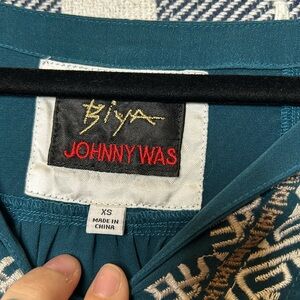 Biya
JOHNNY WAS
XS
MADE IN
CHINA